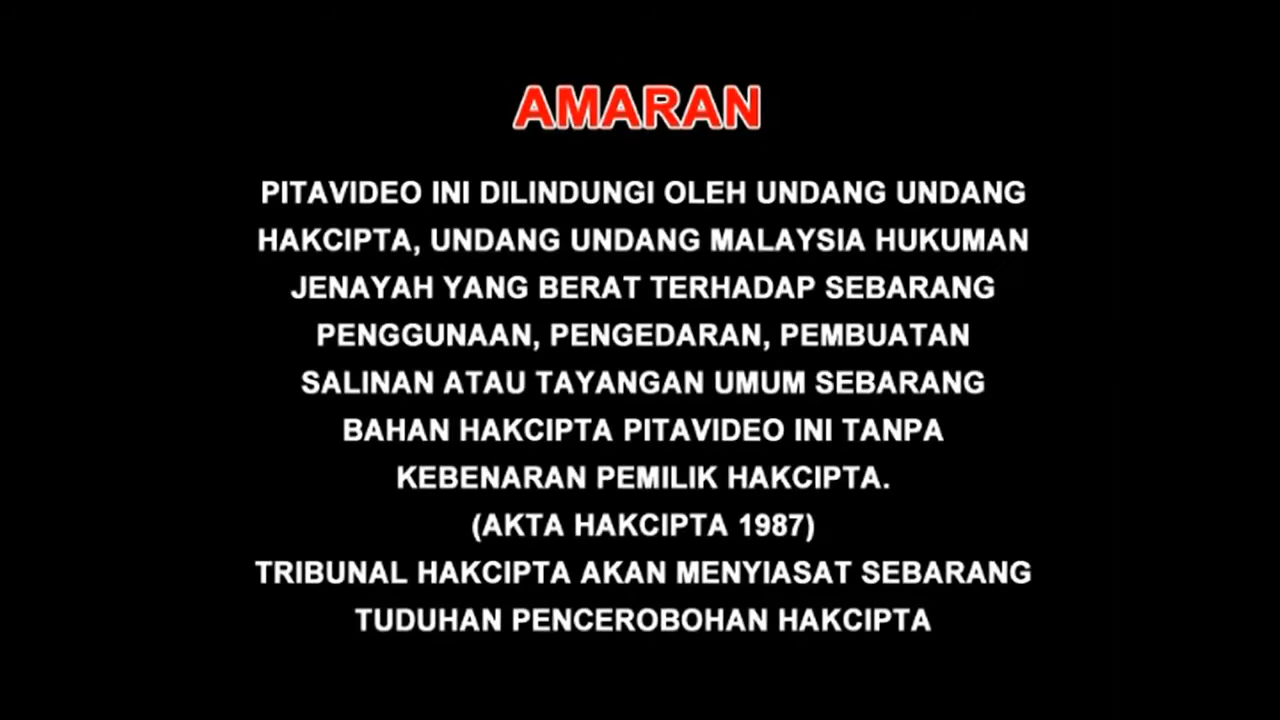 AMARAN
PITAVIDEO INI DILINDUNGI OLEH UNDANG UNDANG
HAKCIPTA, UNDANG UNDANG MALAYSIA HUKUMAN
JENAYAH YANG BERAT TERHADAP SEBARANG
PENGGUNAAN, PENGEDARAN, PEMBUATAN
SALINAN ATAU TAYANGAN UMUM SEBARANG
BAHAN HAKCIPTA PITAVIDEO INI TANPA
KEBENARAN PEMILIK HAKCIPTA.
(AKTA HAKCIPTA 1987)
TRIBUNAL HAKCIPTA AKAN MENYIASAT SEBARANG
TUDUHAN PENCEROBOHAN HAKCIPTA